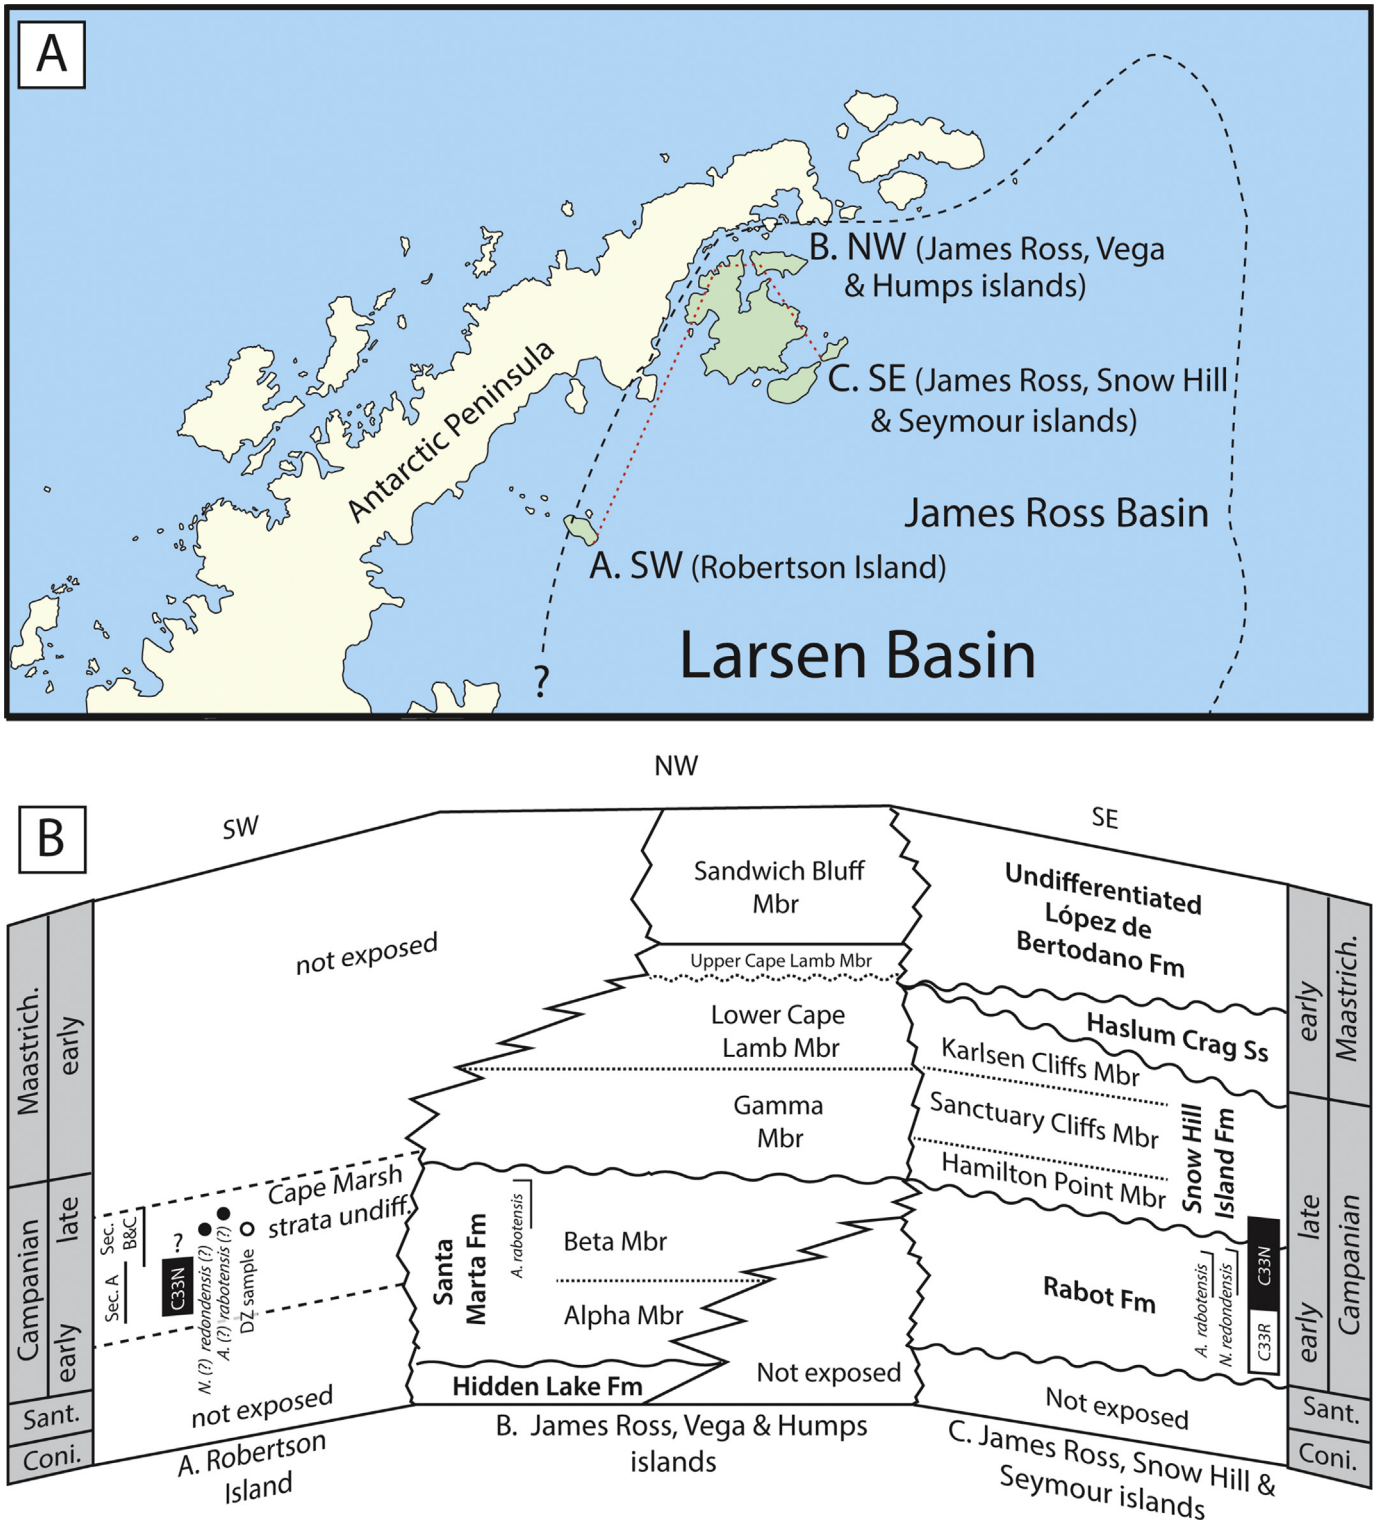 A
B. NW (James Ross, Vega
& Humps islands)
C. SE (James Ross, Snow Hill
& Seymour islands)
Antarctic Peninsula
James Ross Basin
A. SW (Robertson Island)
Larsen Basin
?
NW
B
SW
SE
Sandwich Bluff
Mbr
Undifferentiated
López de
Bertodano Fm
not exposed
Upper Cape Lamb Mbr
Maastrich.
early
Lower Cape
Lamb Mbr
Haslum Crag Ss
Karlsen Cliffs Mbr
early
Maastrich.
Gamma
Mbr
Sanctuary Cliffs Mbr
Hamilton Point Mbr
Snow Hill
Island Fm
Cape Marsh
strata undiff.
Campanian
late
early
Sec.
B&C
Sec. A
?
C33N
N. (?) redondensis (?)
A. (?) rabotensis (?)
DZ sample
Santa
Marta Fm
A. rabotensis
Beta Mbr
Alpha Mbr
Rabot Fm
A. rabotensis
N. redondensis
C33N
C33R
late
early
Campanian
Not exposed
Hidden Lake Fm
not exposed
Not exposed
Sant.
Coni.
Sant.
Coni.
A. Robertson
Island
B. James Ross, Vega & Humps
islands
C. James Ross, Snow Hill &
Seymour islands